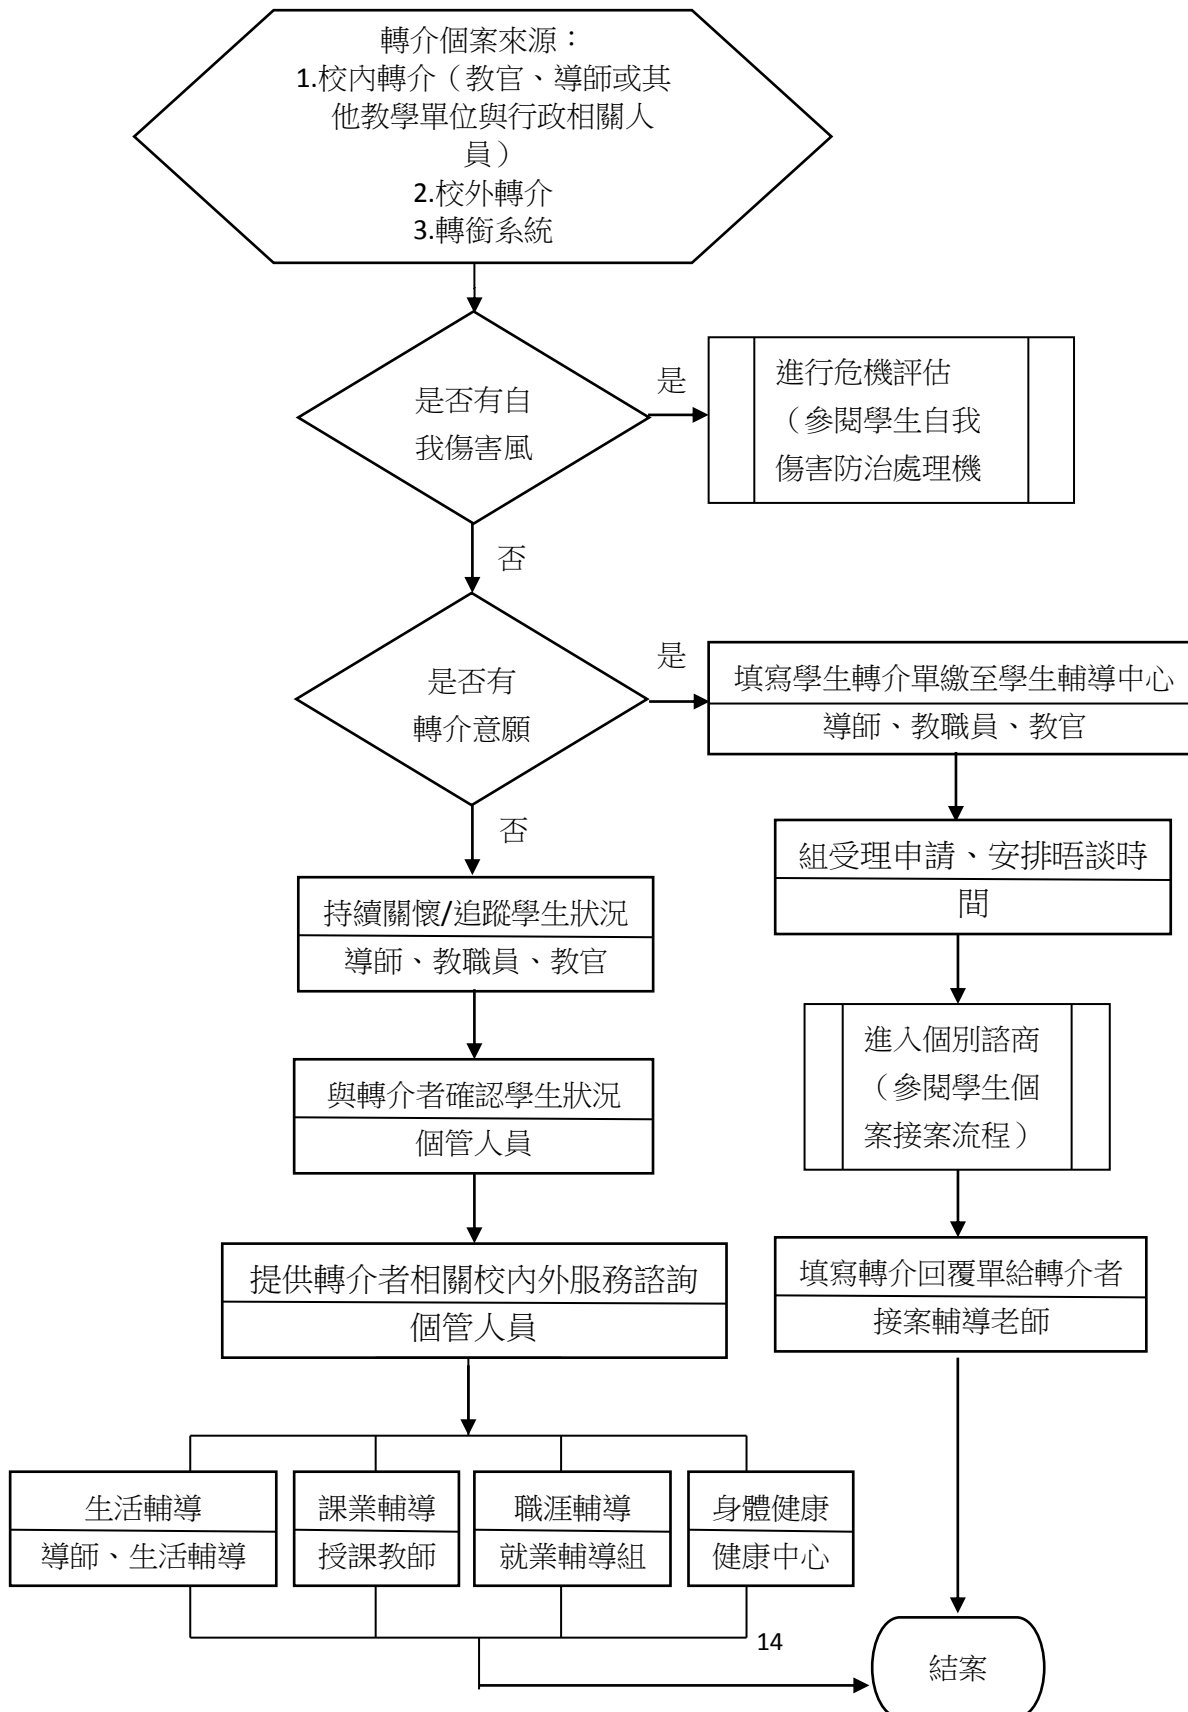 轉介個案來源：
1.校內轉介（教官、導師或其
他教學單位與行政相關人
員）
2.校外轉介
3.轉銜系統
是否有自
我傷害風
是
進行危機評估
（參閱學生自我
傷害防治處理機
否
是否有
轉介意願
是
填寫學生轉介單繳至學生輔導中心
導師、教職員、教官
否
組受理申請、安排晤談時
間
持續關懷/追蹤學生狀況
導師、教職員、教官
進入個別諮商
（參閱學生個
案接案流程）
與轉介者確認學生狀況
個管人員
提供轉介者相關校內外服務諮詢
個管人員
填寫轉介回覆單給轉介者
接案輔導老師
生活輔導
導師、生活輔導
課業輔導
授課教師
職涯輔導
就業輔導組
身體健康
健康中心
14
結案